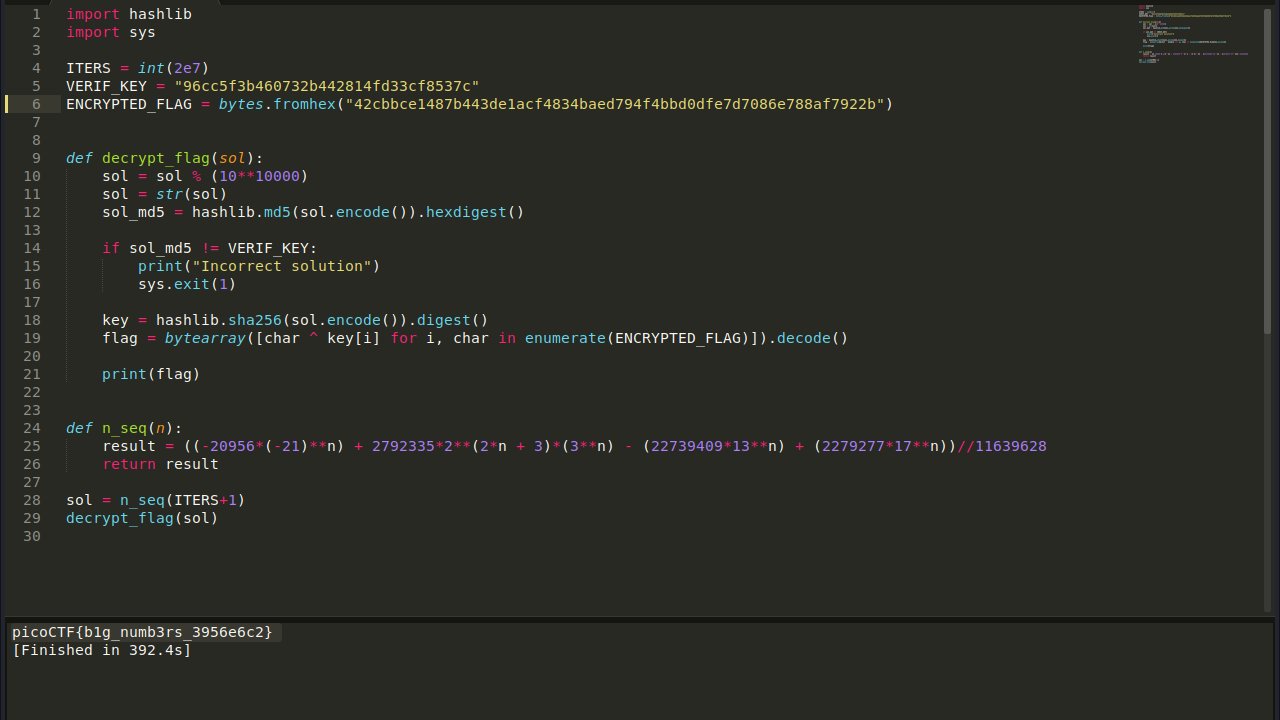 1 import hashlib
2 import sys
3
4 ITERS = int(2e7)
5 VERIF_KEY = "96cc5f3b460732b442814fd33cf8537c"
6 ENCRYPTED_FLAG = bytes.fromhex("42cbbce1487b443de1acf4834baed794f4bbd0dfe7d7086e788af7922b")
7
8
9 def decrypt_flag(sol):
10     sol = sol % (10**10000)
11     sol = str(sol)
12     sol_md5 = hashlib.md5(sol.encode()).hexdigest()
13
14     if sol_md5 != VERIF_KEY:
15         print("Incorrect solution")
16         sys.exit(1)
17
18     key = hashlib.sha256(sol.encode()).digest()
19     flag = bytearray([char ^ key[i] for i, char in enumerate(ENCRYPTED_FLAG)]).decode()
20
21     print(flag)
22
23
24 def n_seq(n):
25     result = ((-20956*(-21)**n) + 2792335*2**(2*n + 3)*(3**n) - (22739409*13**n) + (2279277*17**n))//11639628
26     return result
27
28 sol = n_seq(ITERS+1)
29 decrypt_flag(sol)
30
picoCTF{b1g_numb3rs_3956e6c2}
[Finished in 392.4s]